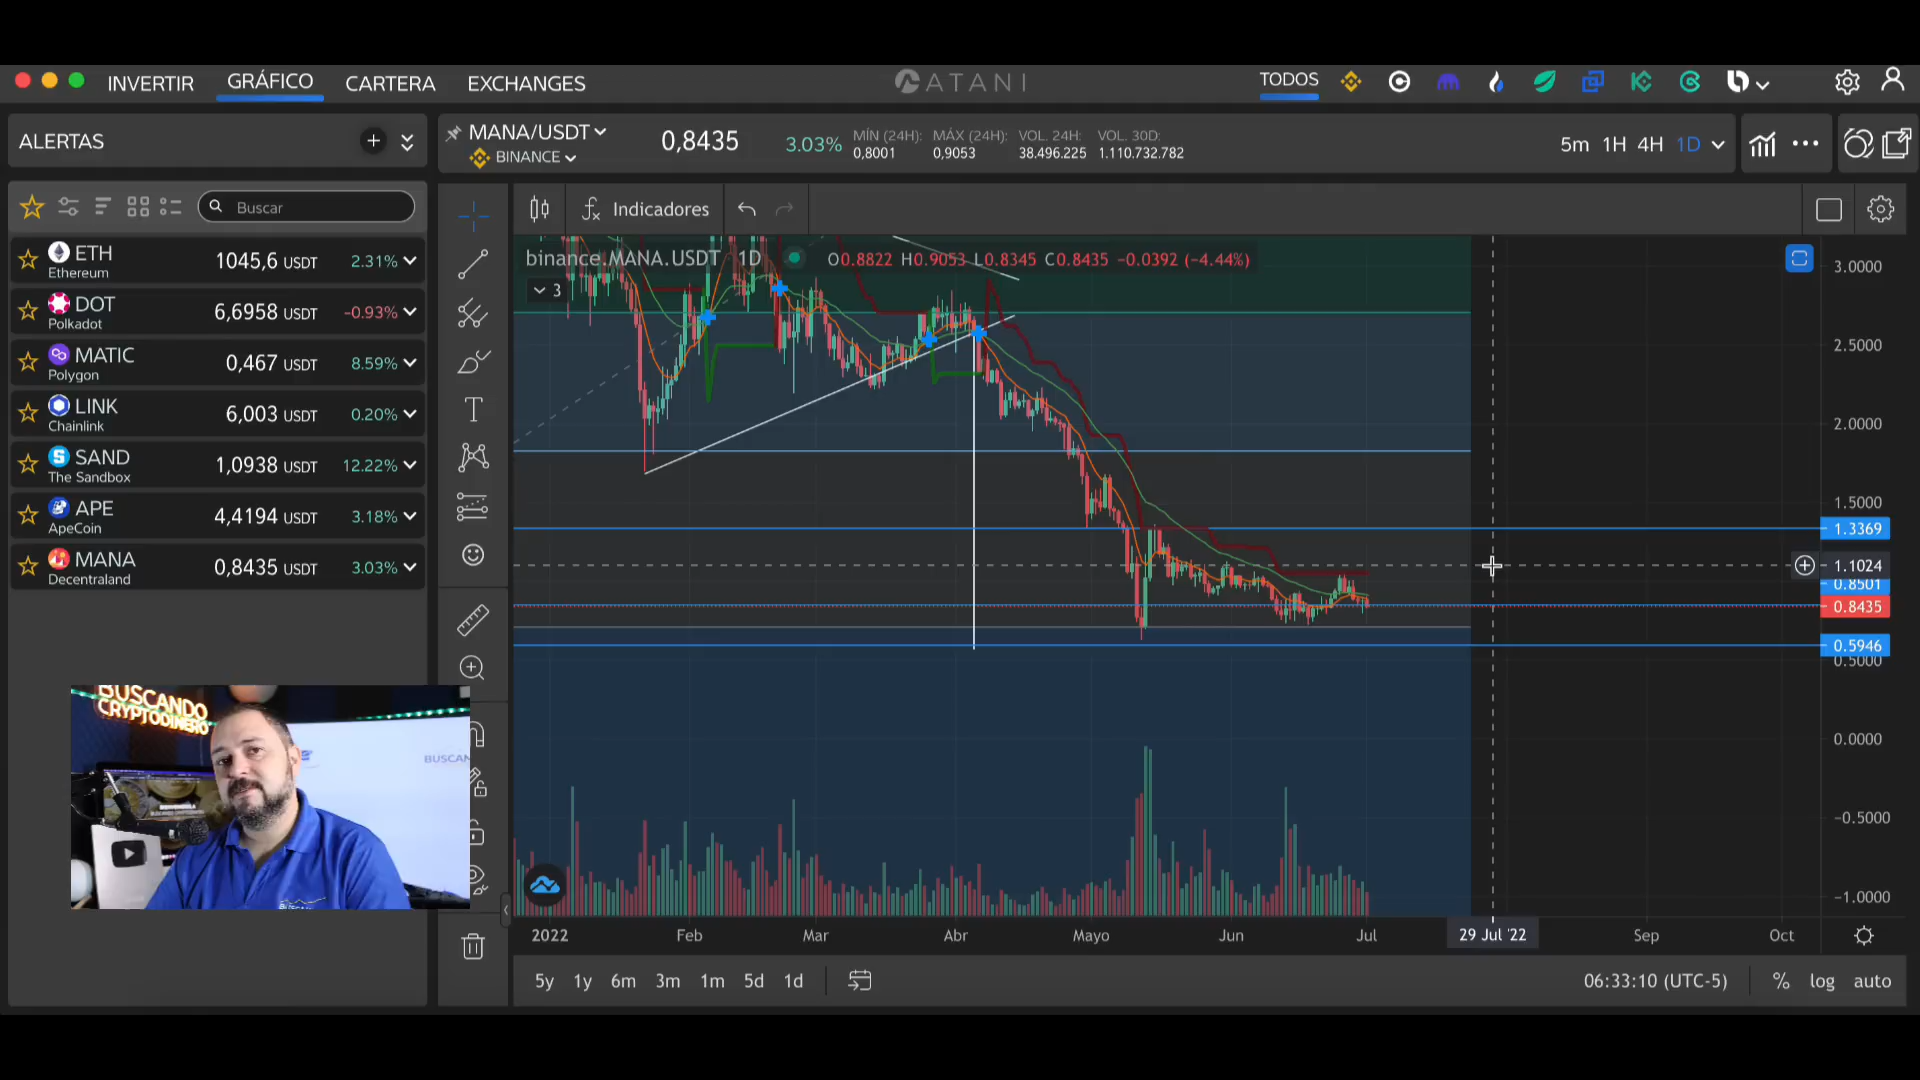 INVERTIR GRÁFICO CARTERA EXCHANGES ATANI TODOS
ALERTAS
MANA/USDT 0,8435 3.03%
BINANCE
MÍN (24H): MÁX (24H): VOL. 24H: VOL. 30D:
0,8001 0,9053 38.496.225 1.110.732.782
5m 1H 4H 1D
Buscar
Indicadores
ETH 1045,6 USDT 2.31%
Ethereum
DOT 6,6958 USDT -0.93%
Polkadot
MATIC 0,467 USDT 8.59%
Polygon
LINK 6,003 USDT 0.20%
Chainlink
SAND 1,0938 USDT 12.22%
The Sandbox
APE 4,4194 USDT 3.18%
ApeCoin
MANA 0,8435 USDT 3.03%
Decentraland
binance.MANA.USDT 1D O0.8822 H0.9053 L0.8345 C0.8435 -0.0392 (-4.44%)
3
3.0000
2.5000
2.0000
1.5000
1.3369
1.1024
0.8501
0.8435
0.5946
0.5000
0.0000
-0.5000
-1.0000
BUSCANDO
CRYPTODINERO
BUSCAN
2022 Feb Mar Abr Mayo Jun Jul 29 Jul '22 Sep Oct
5y 1y 6m 3m 1m 5d 1d 06:33:10 (UTC-5) % log auto